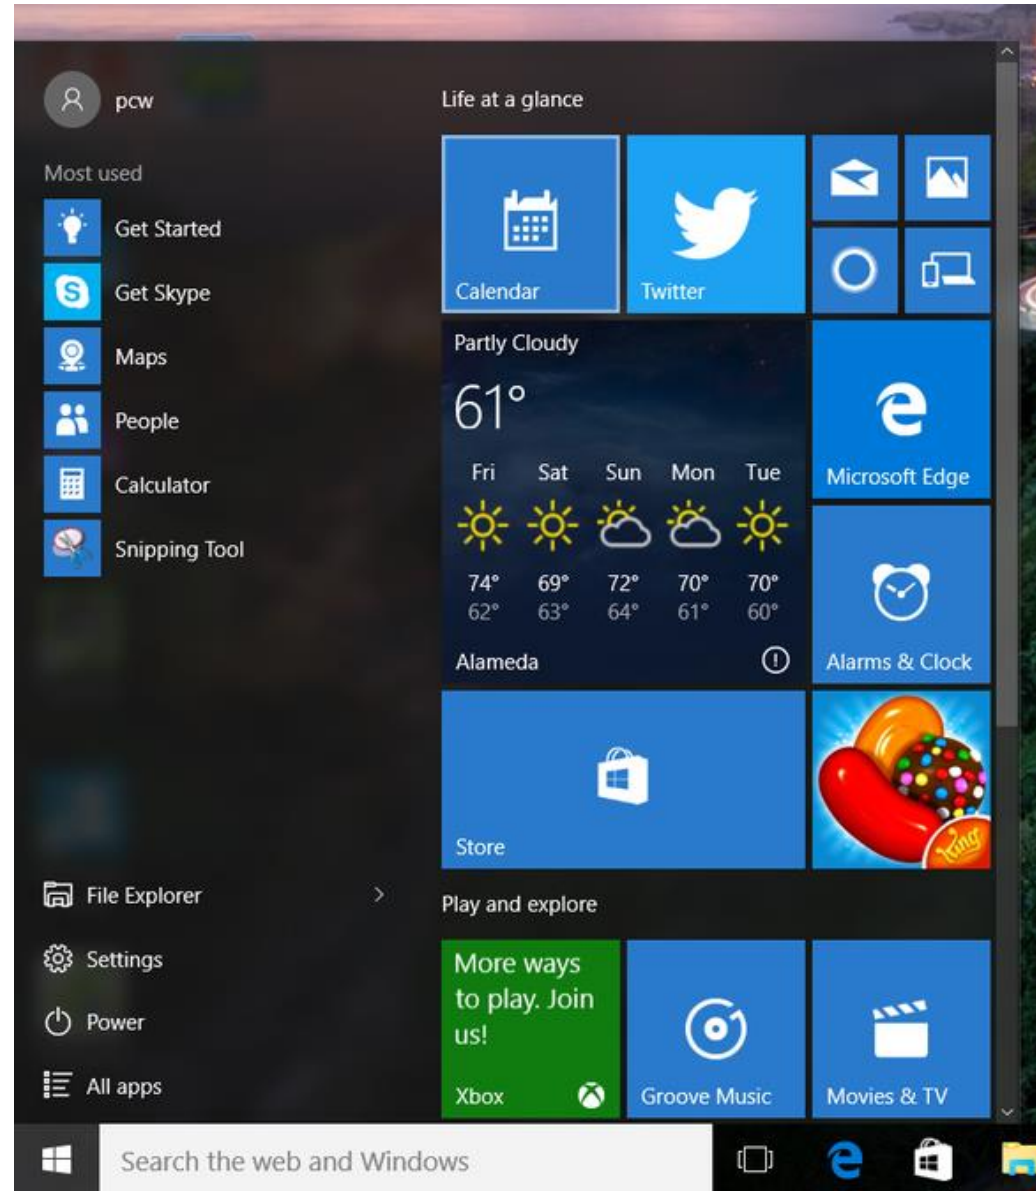 pcw
Most used
Get Started
Get Skype
Maps
People
Calculator
Snipping Tool
File Explorer
Settings
Power
All apps
Life at a glance
Calendar
Twitter
Partly Cloudy
61°
Fri Sat Sun Mon Tue
74° 69° 72° 70° 70°
62° 63° 64° 61° 60°
Alameda
Microsoft Edge
Alarms & Clock
Store
King
Play and explore
More ways
to play. Join
us!
Xbox
Groove Music
Movies & TV
Search the web and Windows